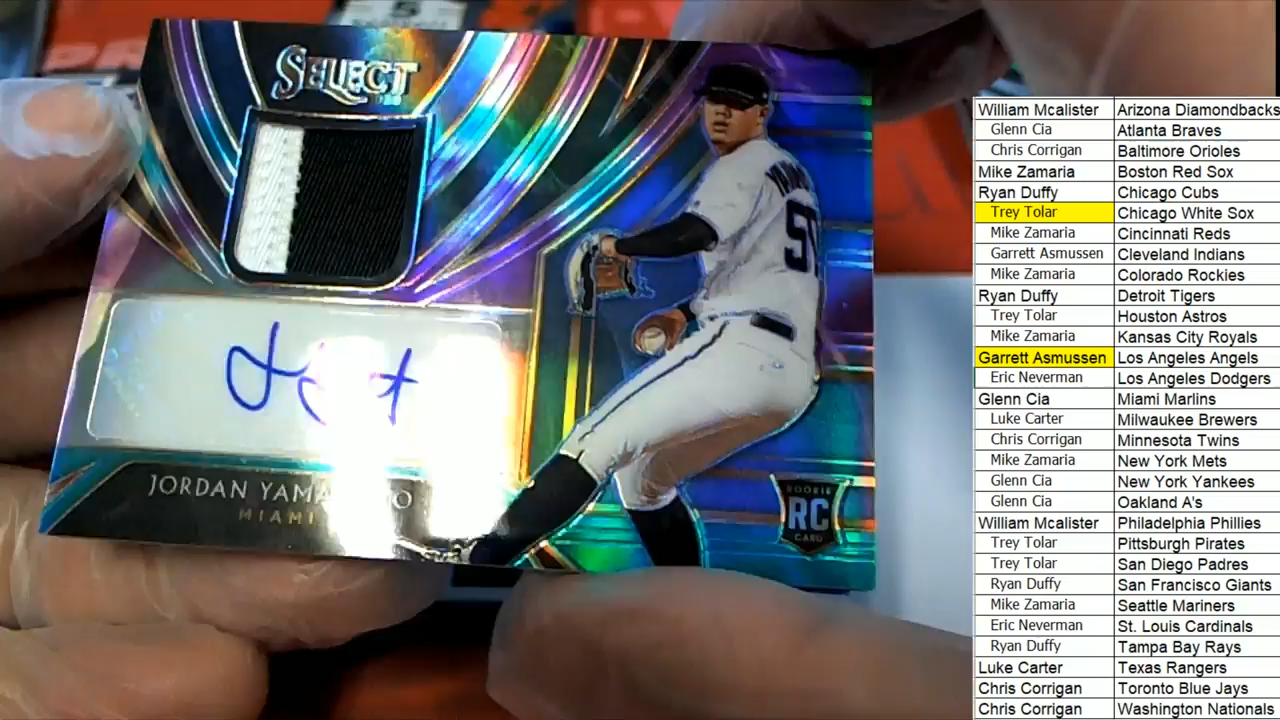 SELECT
JORDAN YAMA
MIAMI
ROOKIE
RC
CARD
William Mcalister Arizona Diamondbacks
Glenn Cia Atlanta Braves
Chris Corrigan Baltimore Orioles
Mike Zamaria Boston Red Sox
Ryan Duffy Chicago Cubs
Trey Tolar Chicago White Sox
Mike Zamaria Cincinnati Reds
Garrett Asmussen Cleveland Indians
Mike Zamaria Colorado Rockies
Ryan Duffy Detroit Tigers
Trey Tolar Houston Astros
Mike Zamaria Kansas City Royals
Garrett Asmussen Los Angeles Angels
Eric Neverman Los Angeles Dodgers
Glenn Cia Miami Marlins
Luke Carter Milwaukee Brewers
Chris Corrigan Minnesota Twins
Mike Zamaria New York Mets
Glenn Cia New York Yankees
Glenn Cia Oakland A's
William Mcalister Philadelphia Phillies
Trey Tolar Pittsburgh Pirates
Trey Tolar San Diego Padres
Ryan Duffy San Francisco Giants
Mike Zamaria Seattle Mariners
Eric Neverman St. Louis Cardinals
Ryan Duffy Tampa Bay Rays
Luke Carter Texas Rangers
Chris Corrigan Toronto Blue Jays
Chris Corrigan Washington Nationals